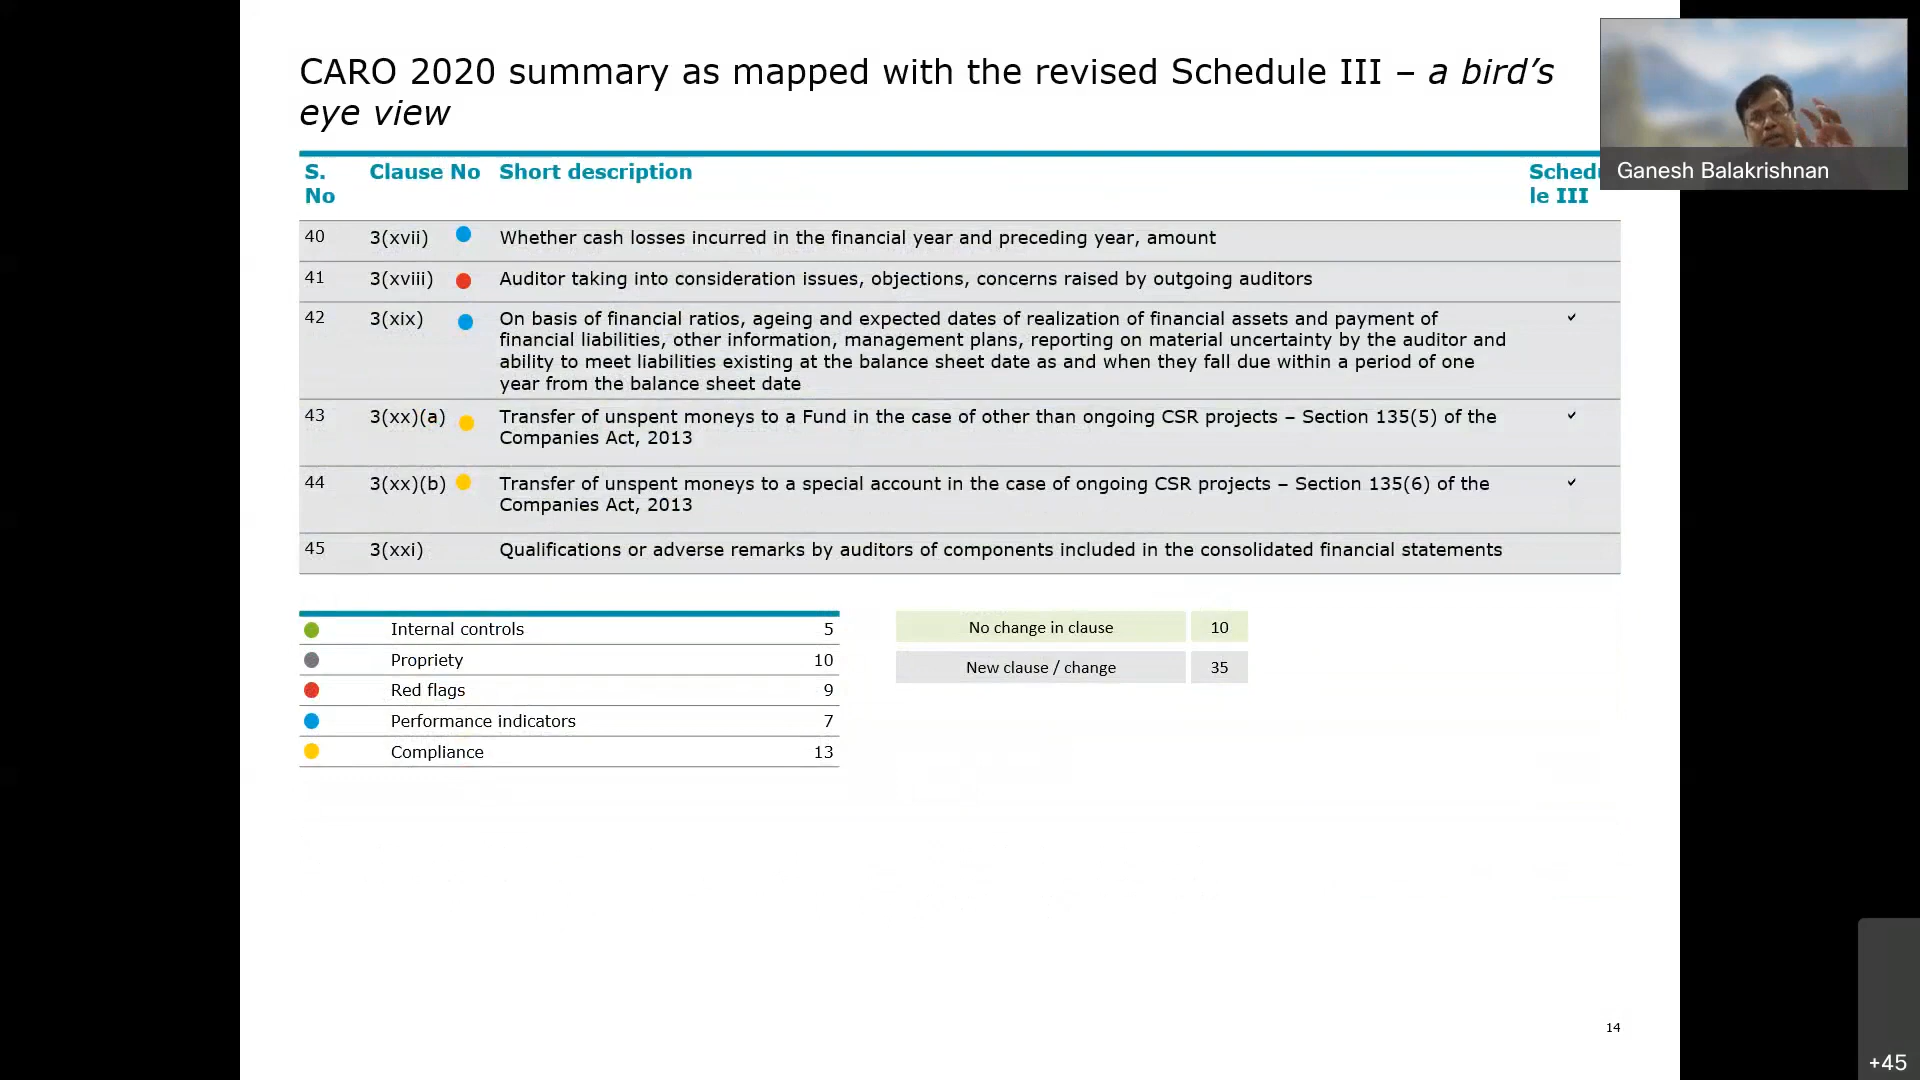 CARO 2020 summary as mapped with the revised Schedule III – a bird’s
eye view
Ganesh Balakrishnan
S.
No
Clause No
Short description
Schedu
le III
40
3(xvii)
Whether cash losses incurred in the financial year and preceding year, amount
41
3(xviii)
Auditor taking into consideration issues, objections, concerns raised by outgoing auditors
42
3(xix)
On basis of financial ratios, ageing and expected dates of realization of financial assets and payment of
financial liabilities, other information, management plans, reporting on material uncertainty by the auditor and
ability to meet liabilities existing at the balance sheet date as and when they fall due within a period of one
year from the balance sheet date
✓
43
3(xx)(a)
Transfer of unspent moneys to a Fund in the case of other than ongoing CSR projects – Section 135(5) of the
Companies Act, 2013
✓
44
3(xx)(b)
Transfer of unspent moneys to a special account in the case of ongoing CSR projects – Section 135(6) of the
Companies Act, 2013
✓
45
3(xxi)
Qualifications or adverse remarks by auditors of components included in the consolidated financial statements
Internal controls 5
Propriety 10
Red flags 9
Performance indicators 7
Compliance 13
No change in clause 10
New clause / change 35
14
+45